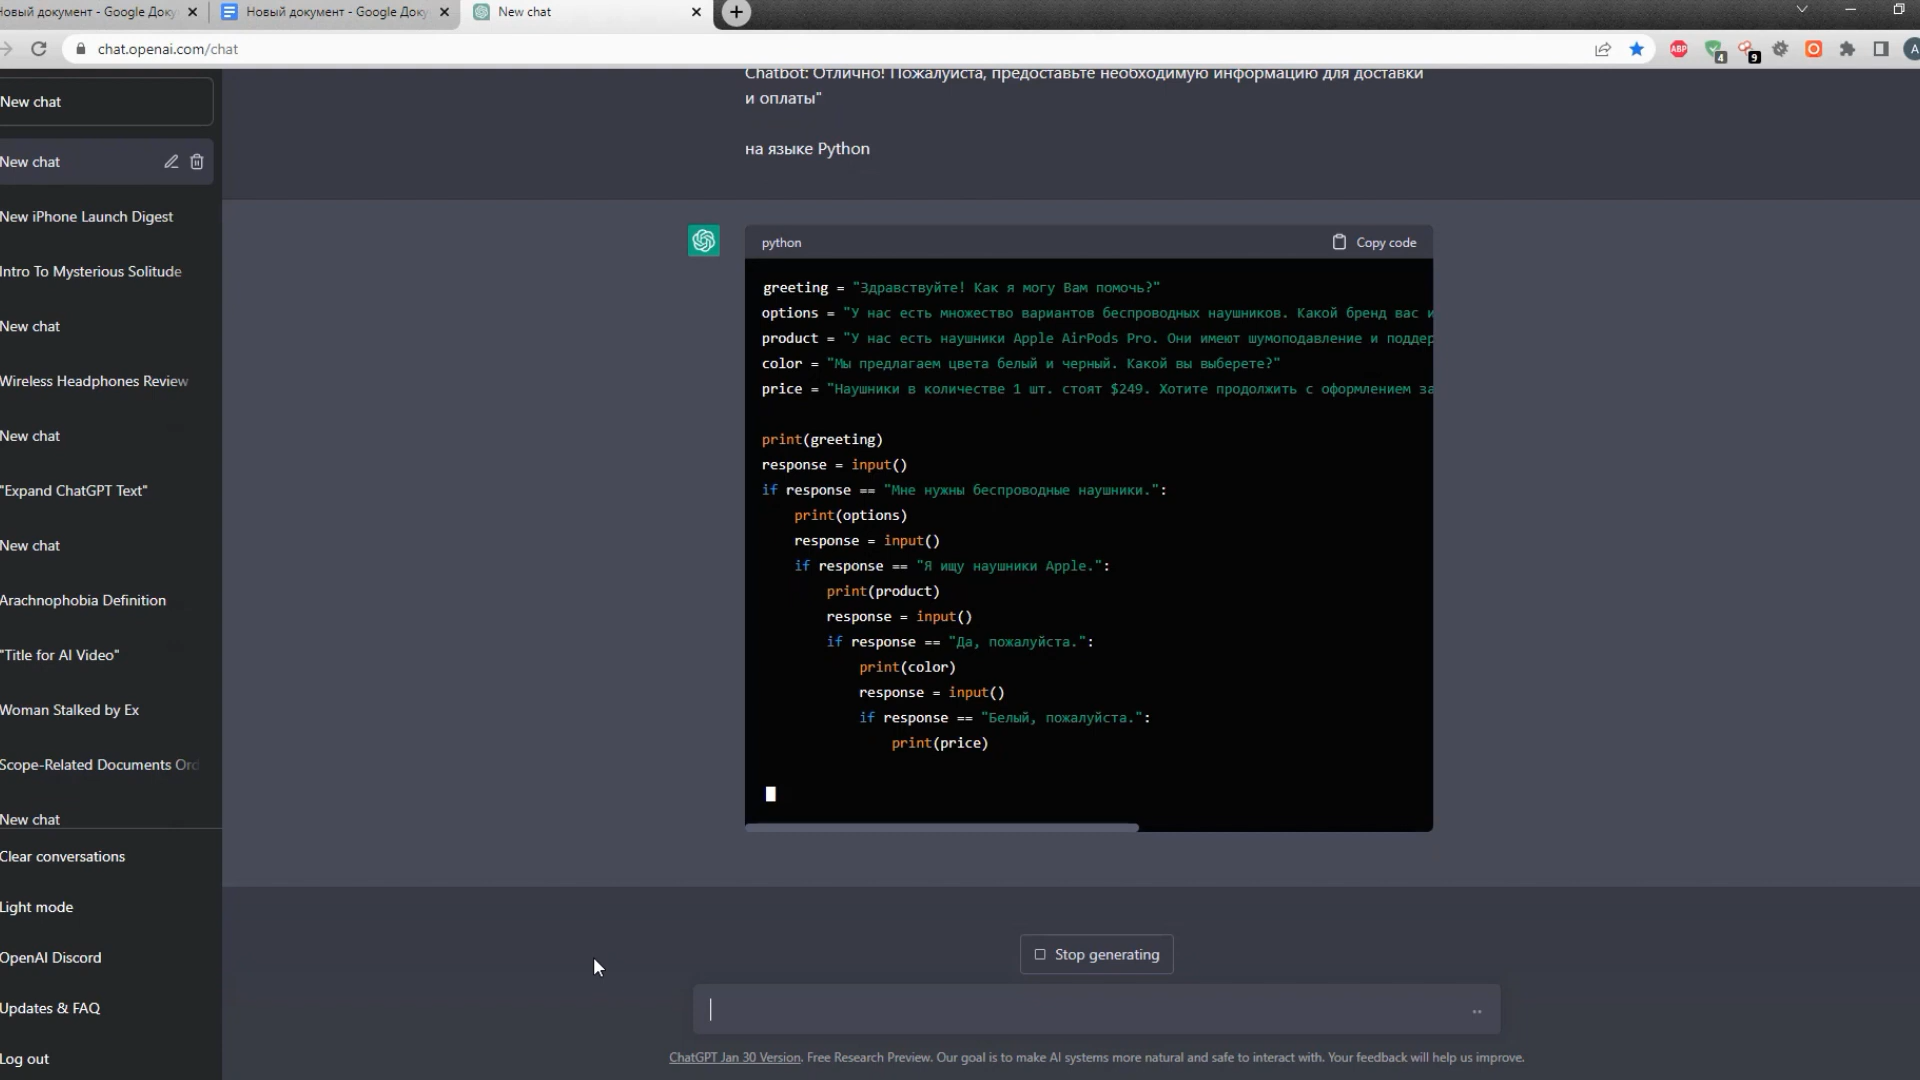 овый документ - Google Доку
Новый документ - Google Доку
New chat
chat.openai.com/chat
ABP
4
9
A
New chat
New chat
New iPhone Launch Digest
Intro To Mysterious Solitude
New chat
Wireless Headphones Review
New chat
"Expand ChatGPT Text"
New chat
Arachnophobia Definition
"Title for AI Video"
Woman Stalked by Ex
Scope-Related Documents Ord
New chat
Clear conversations
Light mode
OpenAI Discord
Updates & FAQ
Log out
Chatbot: Отлично! Пожалуйста, предоставьте необходимую информацию для доставки
и оплаты"
на языке Python
python
Copy code
greeting = "Здравствуйте! Как я могу Вам помочь?"
options = "У нас есть множество вариантов беспроводных наушников. Какой бренд вас и
product = "У нас есть наушники Apple AirPods Pro. Они имеют шумоподавление и поддер
color = "Мы предлагаем цвета белый и черный. Какой вы выберете?"
price = "Наушники в количестве 1 шт. стоят $249. Хотите продолжить с оформлением за
print(greeting)
response = input()
if response == "Мне нужны беспроводные наушники.":
print(options)
response = input()
if response == "Я ищу наушники Apple.":
print(product)
response = input()
if response == "Да, пожалуйста.":
print(color)
response = input()
if response == "Белый, пожалуйста.":
print(price)
Stop generating
ChatGPT Jan 30 Version. Free Research Preview. Our goal is to make AI systems more natural and safe to interact with. Your feedback will help us improve.